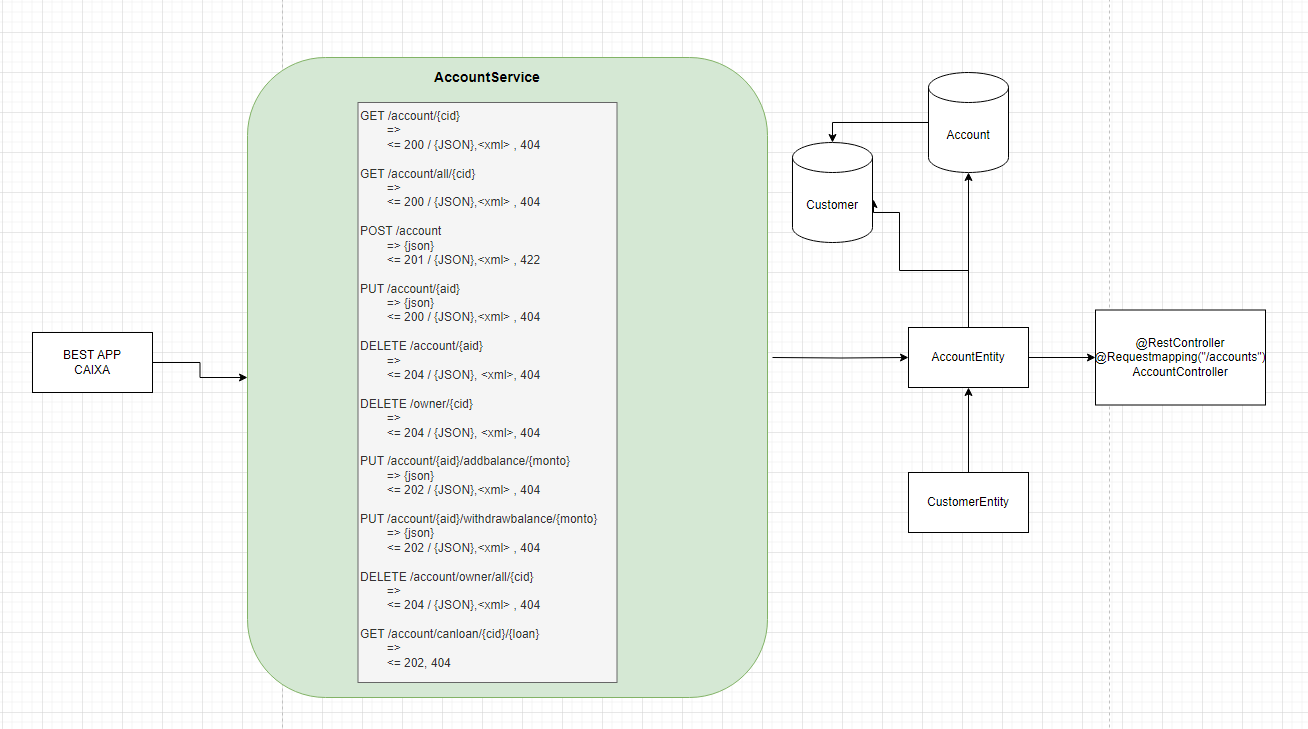 AccountService
GET /account/{cid}
=>
<= 200 / {JSON},<xml> , 404
GET /account/all/{cid}
=>
<= 200 / {JSON},<xml> , 404
POST /account
=> {json}
<= 201 / {JSON},<xml> , 422
PUT /account/{aid}
=> {json}
<= 200 / {JSON},<xml> , 404
DELETE /account/{aid}
=>
<= 204 / {JSON}, <xml>, 404
DELETE /owner/{cid}
=>
<= 204 / {JSON}, <xml>, 404
PUT /account/{aid}/addbalance/{monto}
=> {json}
<= 202 / {JSON},<xml> , 404
PUT /account/{aid}/withdrawbalance/{monto}
=> {json}
<= 202 / {JSON},<xml> , 404
DELETE /account/owner/all/{cid}
=>
<= 204 / {JSON},<xml> , 404
GET /account/canloan/{cid}/{loan}
=>
<= 202, 404
BEST APP
CAIXA
Account
Customer
AccountEntity
@RestController
@Requestmapping("/accounts")
AccountController
CustomerEntity